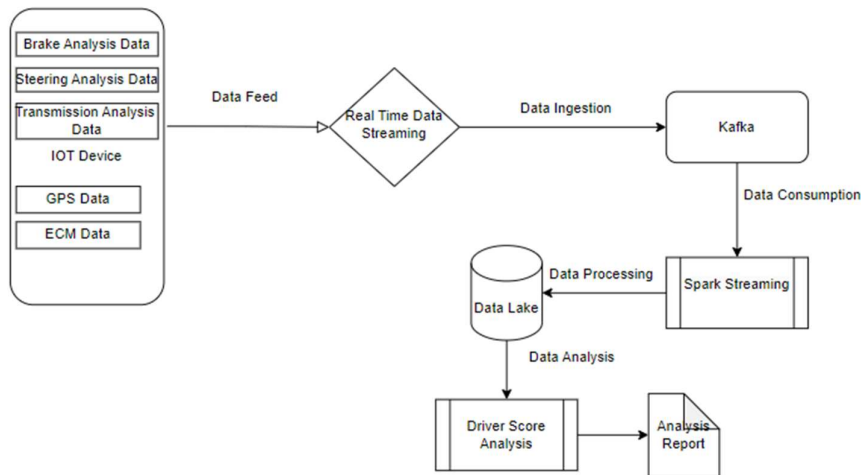 Brake Analysis Data
Steering Analysis Data
Transmission Analysis
Data
IOT Device
GPS Data
ECM Data
Data Feed
Real Time Data
Streaming
Data Ingestion
Kafka
Data Consumption
Spark Streaming
Data Processing
Data Lake
Data Analysis
Driver Score
Analysis
Analysis
Report